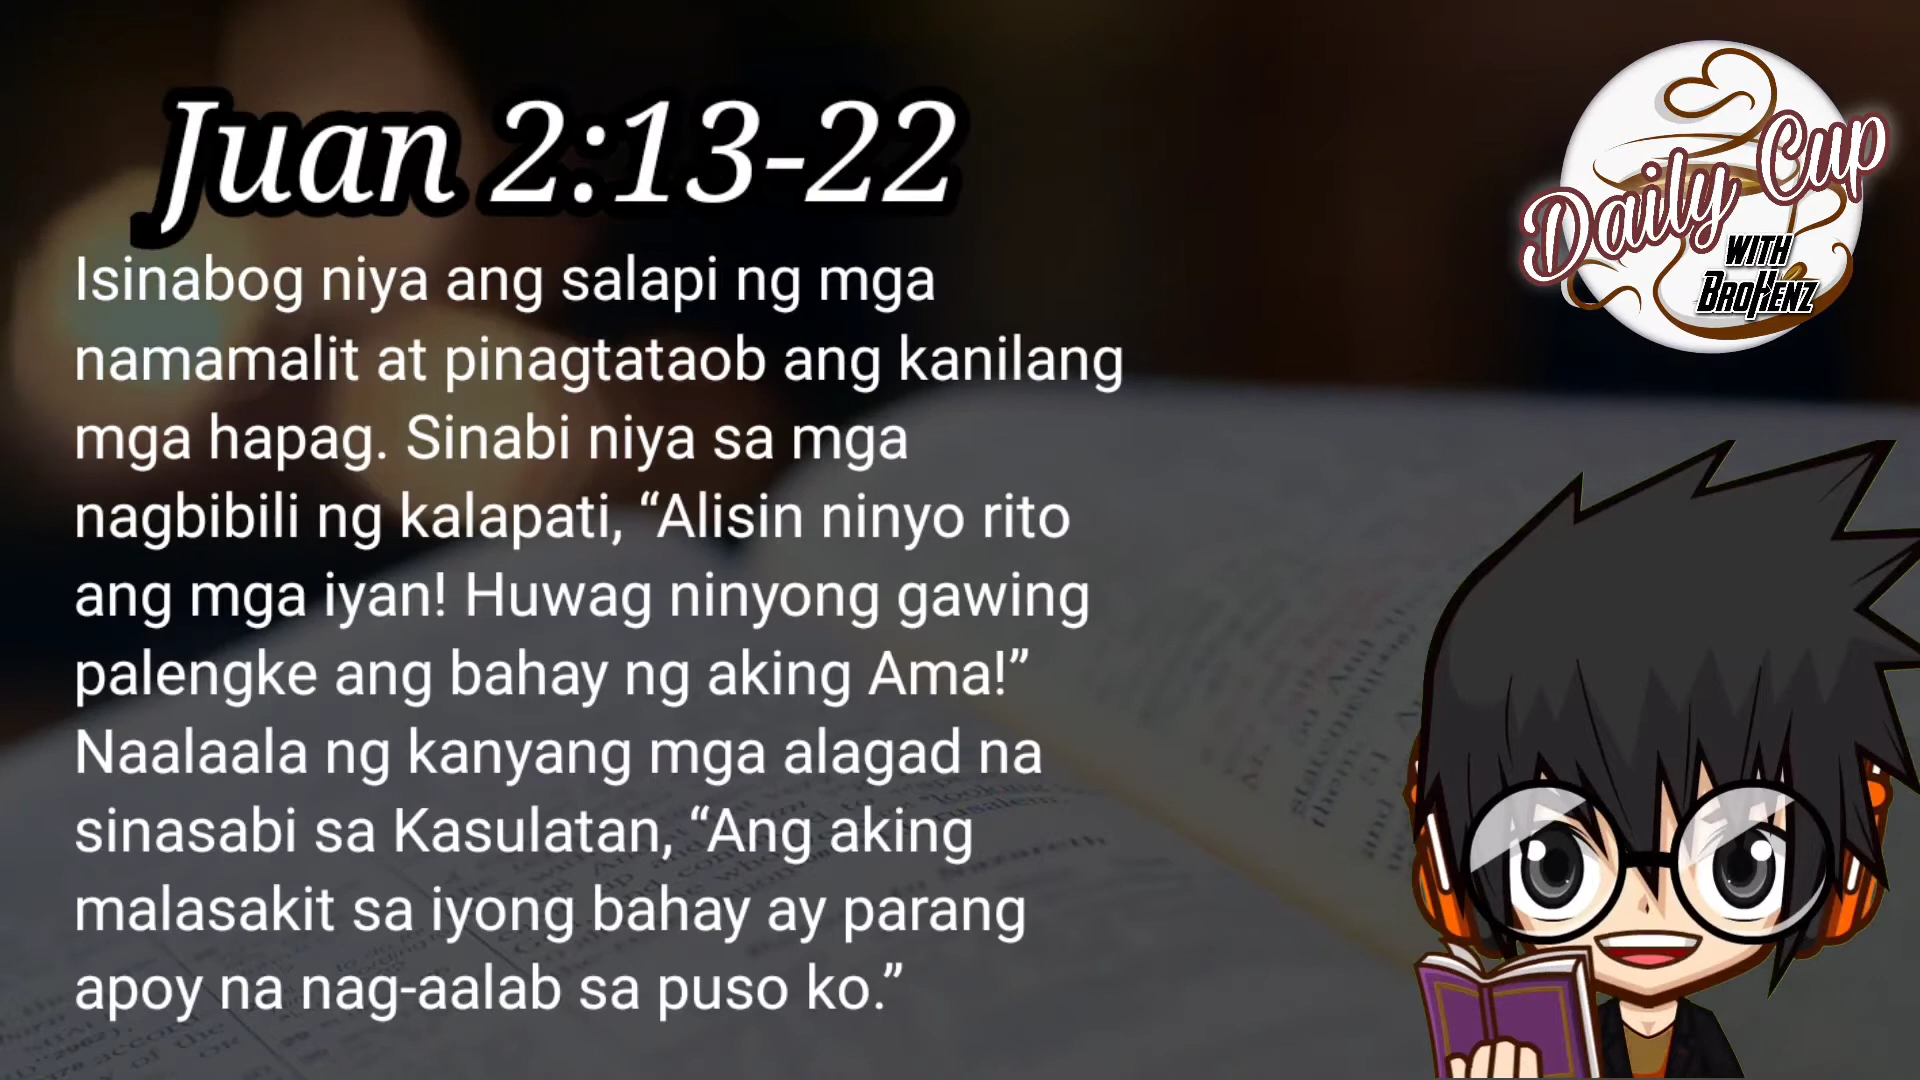 Juan 2:13-22
Isinabog niya ang salapi ng mga
namamalit at pinagtataob ang kanilang
mga hapag. Sinabi niya sa mga
nagbibili ng kalapati, “Alisin ninyo rito
ang mga iyan! Huwag ninyong gawing
palengke ang bahay ng aking Ama!”
Naalaala ng kanyang mga alagad na
sinasabi sa Kasulatan, “Ang aking
malasakit sa iyong bahay ay parang
apoy na nag-aalab sa puso ko.”
Daily Cup
WITH
BROKENZ